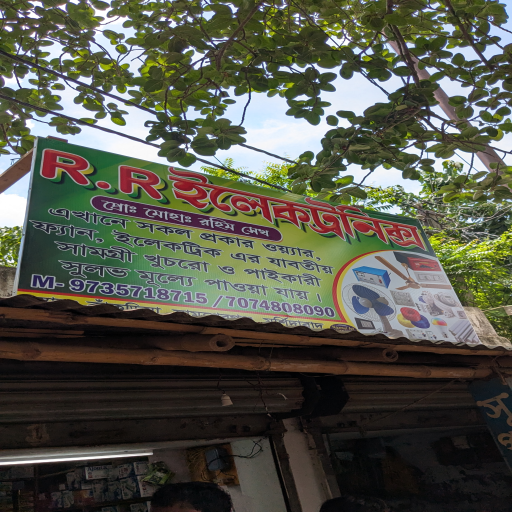 R.R ইলেকট্রনিক্স
প্রোঃ মোহাঃ রহিম সেখ
এখানে সকল প্রকার ওয়্যার,
ফ্যান, ইলেকট্রিক এর যাবতীয়
সামগ্রী খুচরো ও পাইকারী
সুলভ মূল্যে পাওয়া যায়।
M- 9735718715 / 7074808090